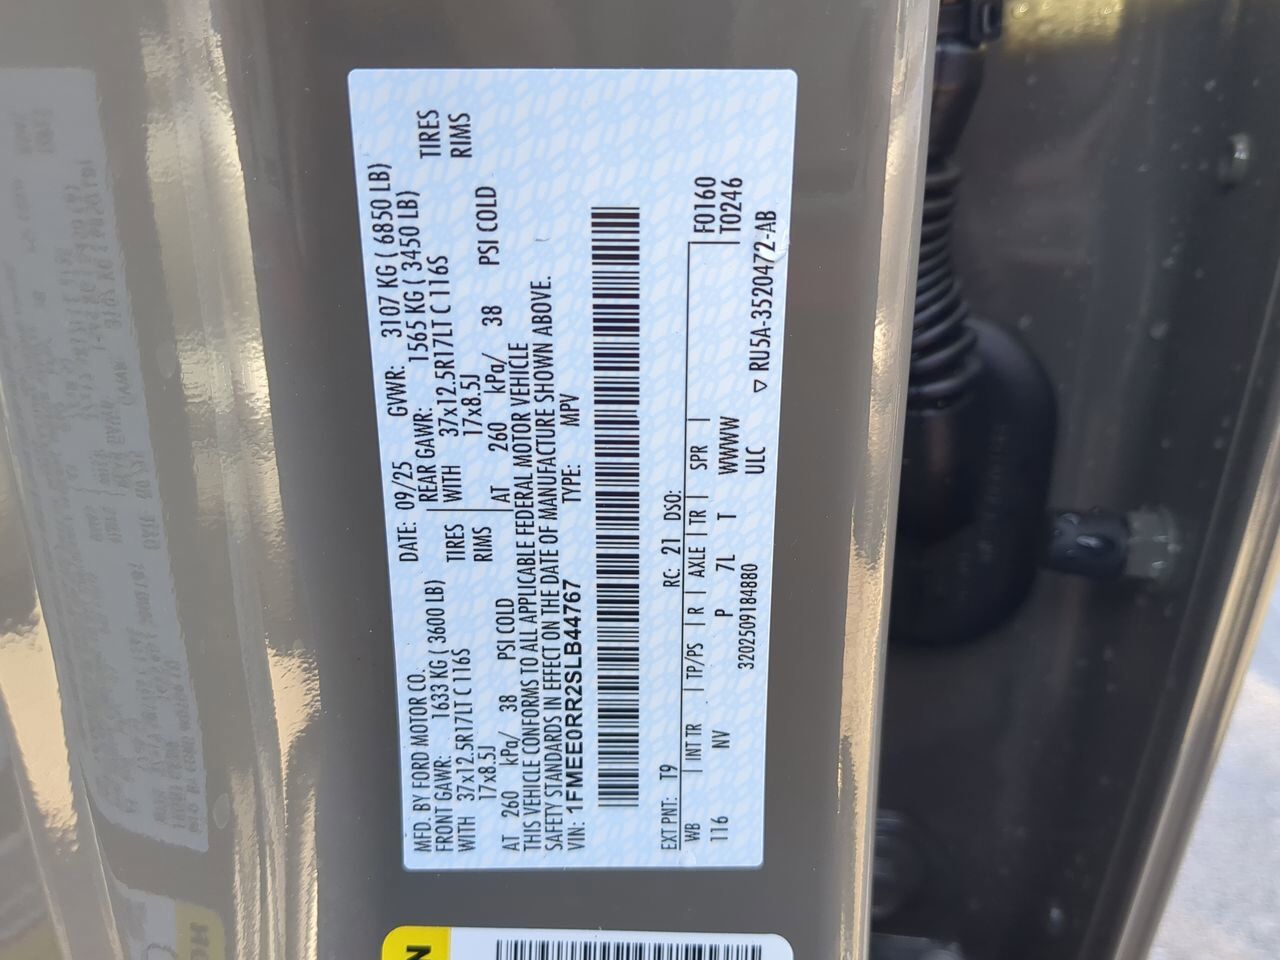 MFD. BY FORD MOTOR CO.
DATE: 09/25 GVWR: 3107 KG ( 6850 LB)
FRONT GAWR: 1633 KG ( 3600 LB)
REAR GAWR: 1565 KG ( 3450 LB)
WITH 37x12.5R17LT C 116S TIRES
WITH 37x12.5R17LT C 116S TIRES
17x8.5J RIMS
17x8.5J RIMS
AT 260 kPa/ 38 PSI COLD
AT 260 kPa/ 38 PSI COLD
THIS VEHICLE CONFORMS TO ALL APPLICABLE FEDERAL MOTOR VEHICLE
SAFETY STANDARDS IN EFFECT ON THE DATE OF MANUFACTURE SHOWN ABOVE.
VIN: 1FMEE0RR2SLB44767 TYPE: MPV
EXT PNT: T9 RC: 21 DSO:
WB INT TR TP/PS R AXLE TR SPR F0160
116 NV P 7L T WWWW T0246
3202509184880 ULC
▽ RU5A-3520472-AB
N